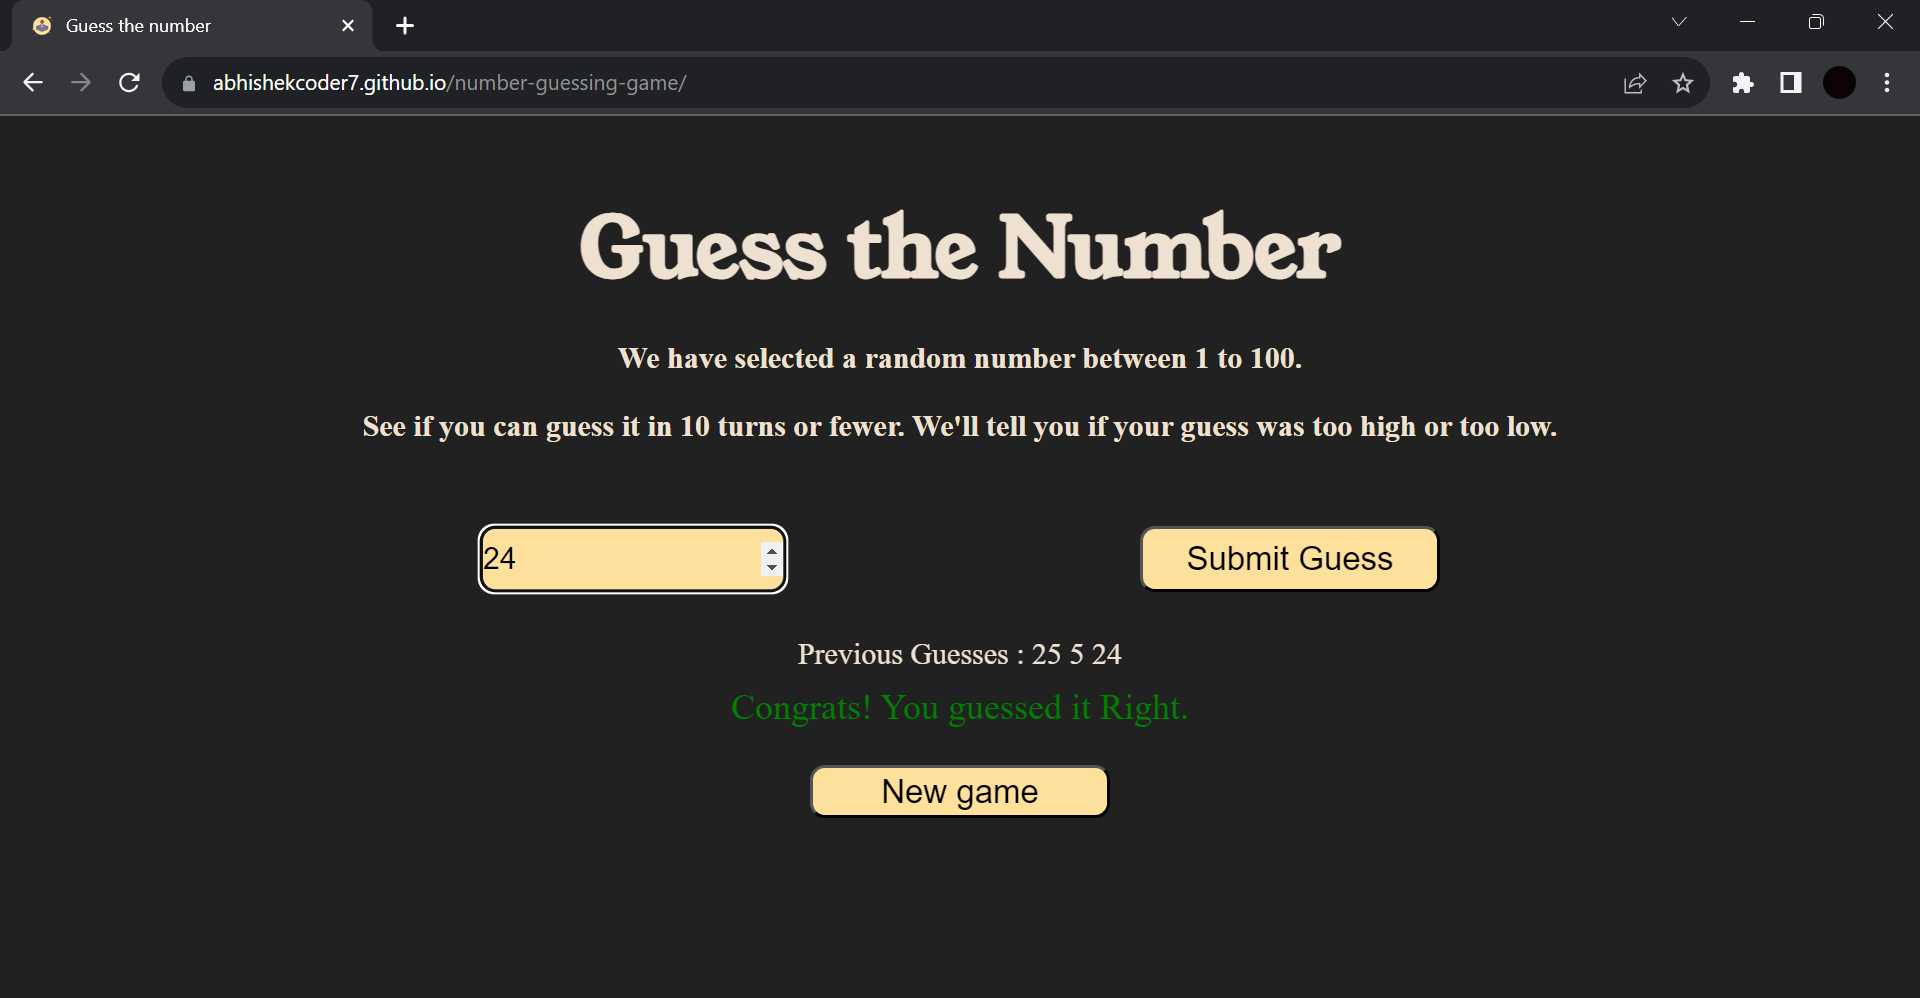 Guess the number
abhishekcoder7.github.io/number-guessing-game/
Guess the Number
We have selected a random number between 1 to 100.
See if you can guess it in 10 turns or fewer. We'll tell you if your guess was too high or too low.
24
Submit Guess
Previous Guesses : 25 5 24
Congrats! You guessed it Right.
New game